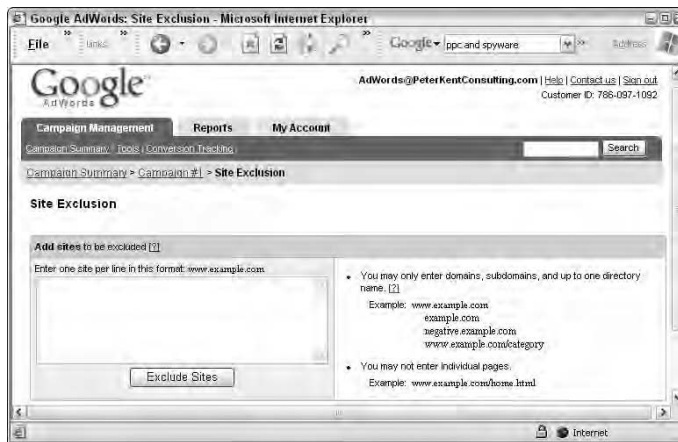 Google AdWords: Site Exclusion - Microsoft Internet Explorer
File » Links » Google ppc and spyware » Address
Google
AdWords
AdWords@PeterKentConsulting.com | Help | Contact us | Sign out
Customer ID: 786-097-1092
Campaign Management Reports My Account
Campaign Summary | Tools | Conversion Tracking Search
Campaign Summary > Campaign #1 > Site Exclusion
Site Exclusion
Add sites to be excluded [?]
Enter one site per line in this format: www.example.com
Exclude Sites
• You may only enter domains, subdomains, and up to one directory
name. [?]
Example: www.example.com
example.com
negative.example.com
www.example.com/category
• You may not enter individual pages.
Example: www.example.com/home.html
Internet